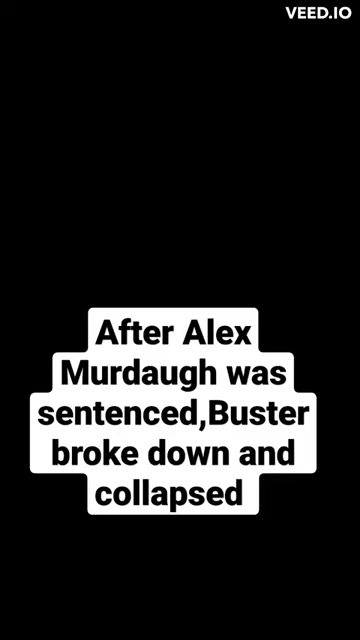 VEED.IO
After Alex
Murdaugh was
sentenced,Buster
broke down and
collapsed